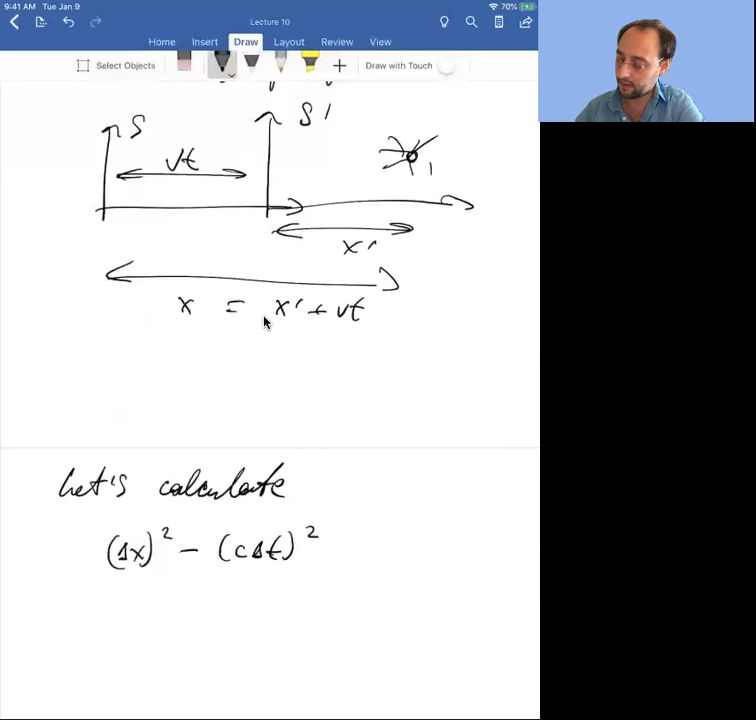 9:41 AM Tue Jan 9
70%
Lecture 10
Home Insert Draw Layout Review View
Select Objects
Draw with Touch
S
S'
vt
1
x'
x = x' + vt
Let's calculate
(Δx)² − (cΔt)²